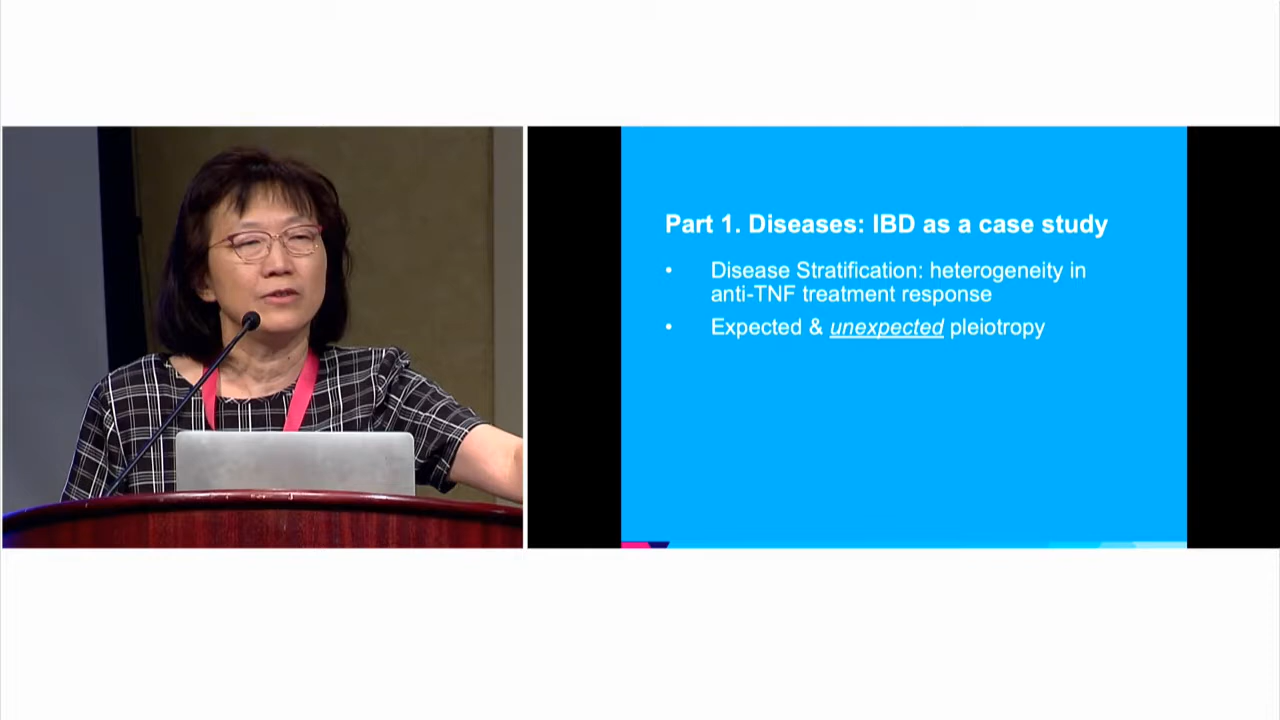 Part 1. Diseases: IBD as a case study
• Disease Stratification: heterogeneity in
anti-TNF treatment response
• Expected & unexpected pleiotropy